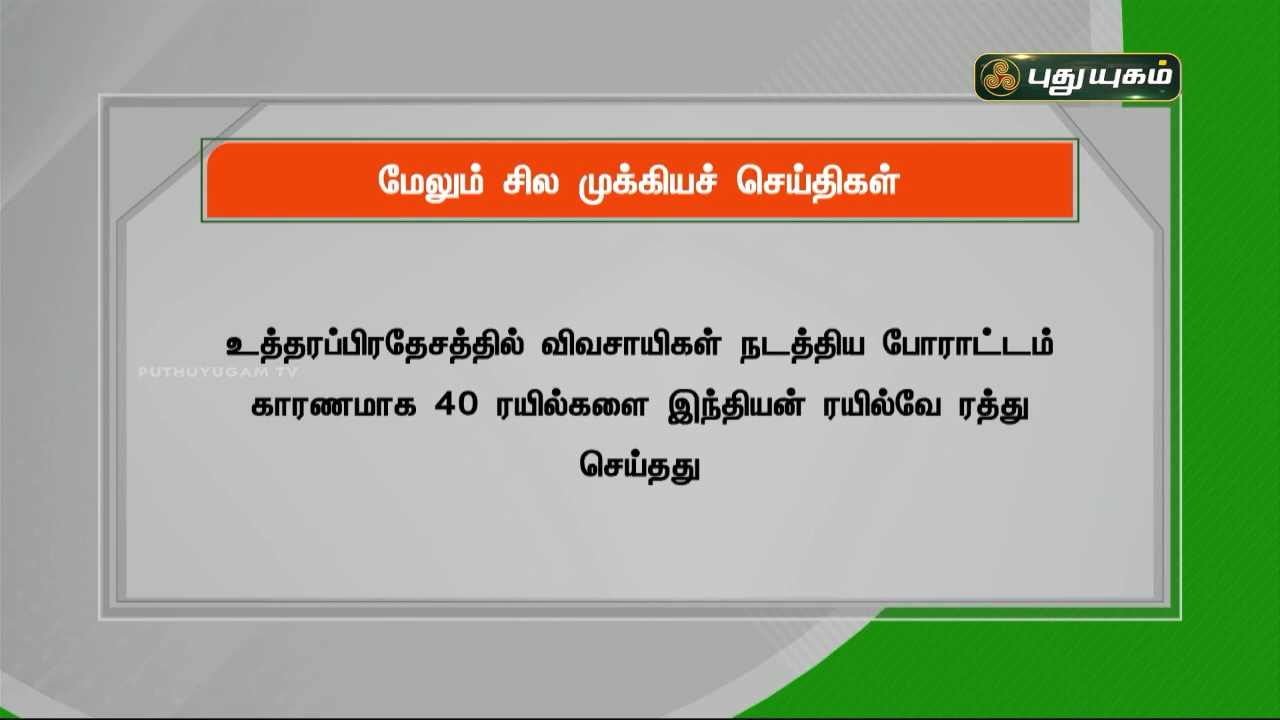 புதுயுகம்
மேலும் சில முக்கியச் செய்திகள்
உத்தரப்பிரதேசத்தில் விவசாயிகள் நடத்திய போராட்டம்
PUTHUYUGAM TV
காரணமாக 40 ரயில்களை இந்தியன் ரயில்வே ரத்து
செய்தது